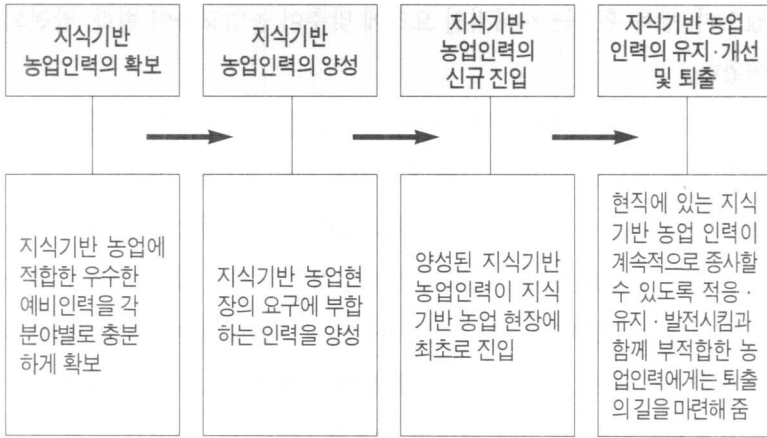 지식기반
농업인력의 확보
지식기반
농업인력의 양성
지식기반
농업인력의
신규 진입
지식기반 농업
인력의 유지·개선
및 퇴출
지식기반 농업에
적합한 우수한
예비인력을 각
분야별로 충분
하게 확보
지식기반 농업현
장의 요구에 부합
하는 인력을 양성
양성된 지식기반
농업인력이 지식
기반 농업 현장에
최초로 진입
현직에 있는 지식
기반 농업 인력이
계속적으로 종사할
수 있도록 적응·
유지·발전시킴과
함께 부적합한 농
업인력에게는 퇴출
의 길을 마련해 줌